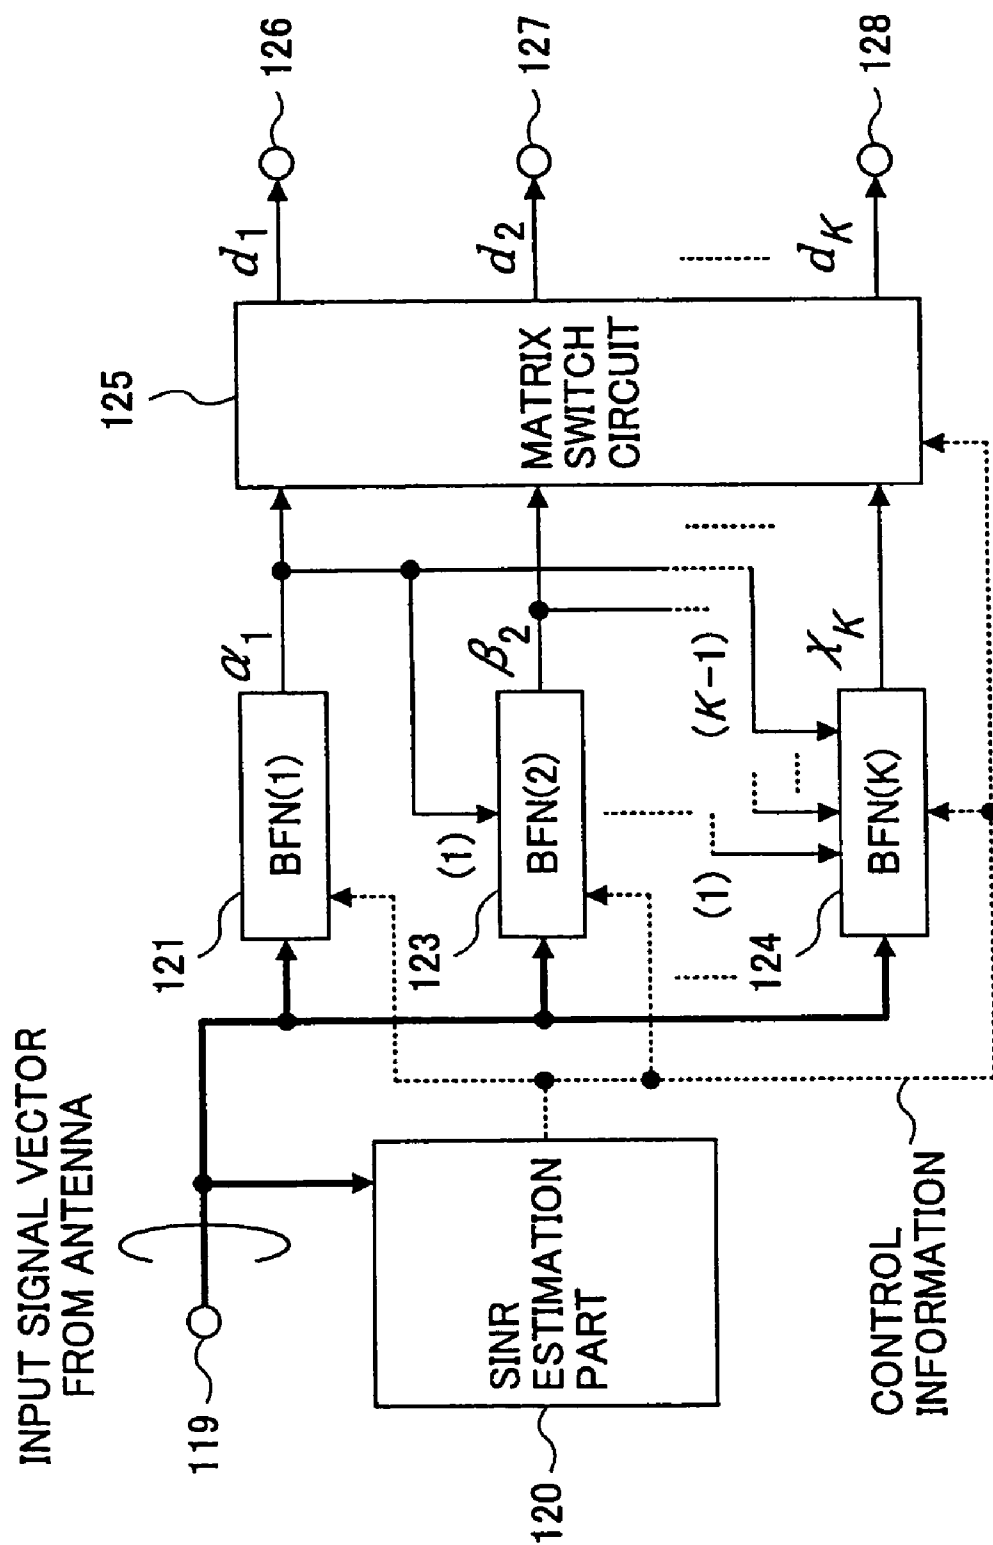 INPUT SIGNAL VECTOR
FROM ANTENNA
119
120
SINR
ESTIMATION
PART
CONTROL
INFORMATION
121
BFN(1)
α1
123
(1)
BFN(2)
β2
124
(1)
(K-1)
BFN(K)
χK
125
MATRIX
SWITCH
CIRCUIT
d1
126
d2
127
dK
128